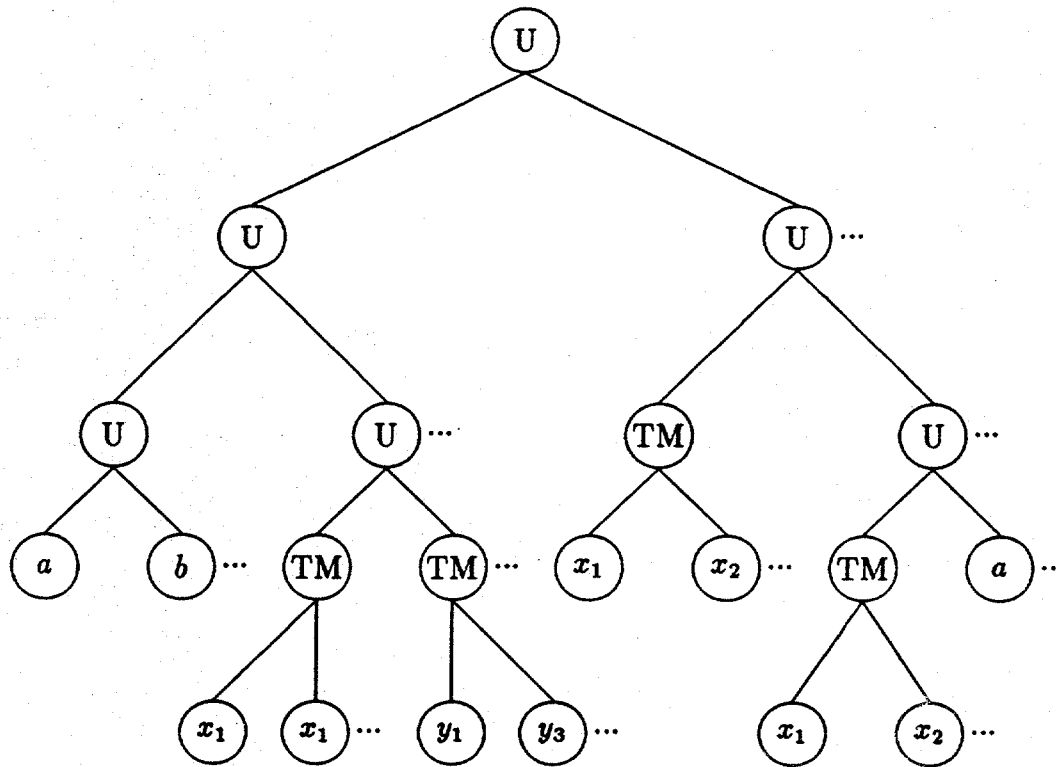 U
U U ...
U U ... TM U ...
a b ... TM TM ... x₁ x₂ ... TM a ..
x₁ x₁ ... y₁ y₃ ... x₁ x₂ ...